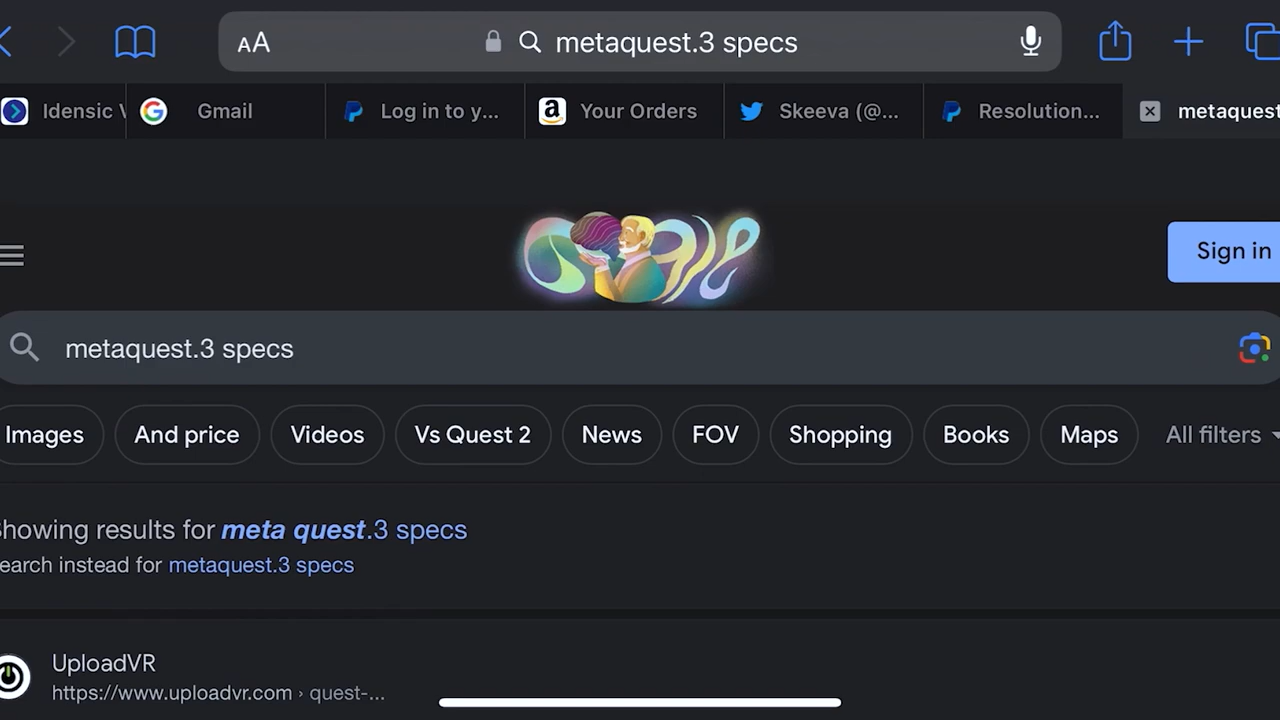 AA metaquest.3 specs
Idensic Gmail Log in to y... Your Orders Skeeva (@... Resolution... metaquest
Sign in
metaquest.3 specs
Images And price Videos Vs Quest 2 News FOV Shopping Books Maps All filters
Showing results for meta quest.3 specs
earch instead for metaquest.3 specs
UploadVR
https://www.uploadvr.com › quest-...